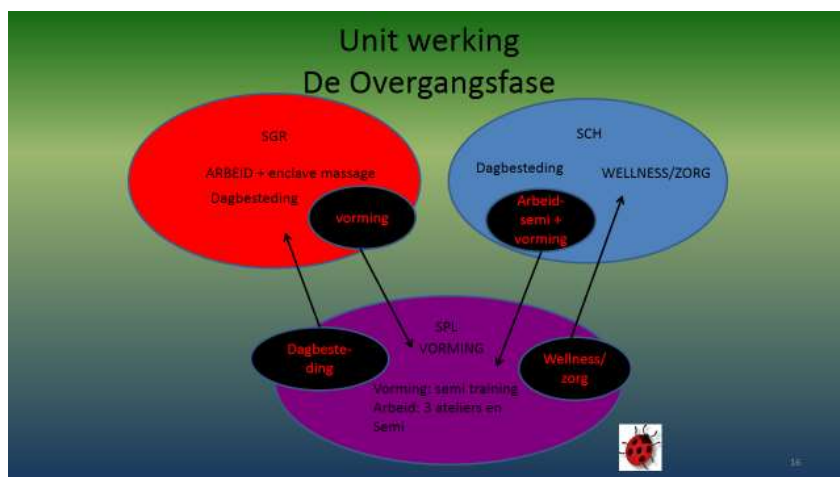 Unit werking
De Overgangsfase
SGR
ARBEID + enclave massage
Dagbesteding
vorming
SCH
Dagbesteding
WELLNESS/ZORG
Arbeid-
semi +
vorming
SPL
VORMING
Dagbeste-
ding
Wellness/
zorg
Vorming: semi training
Arbeid: 3 ateliers en
Semi
16